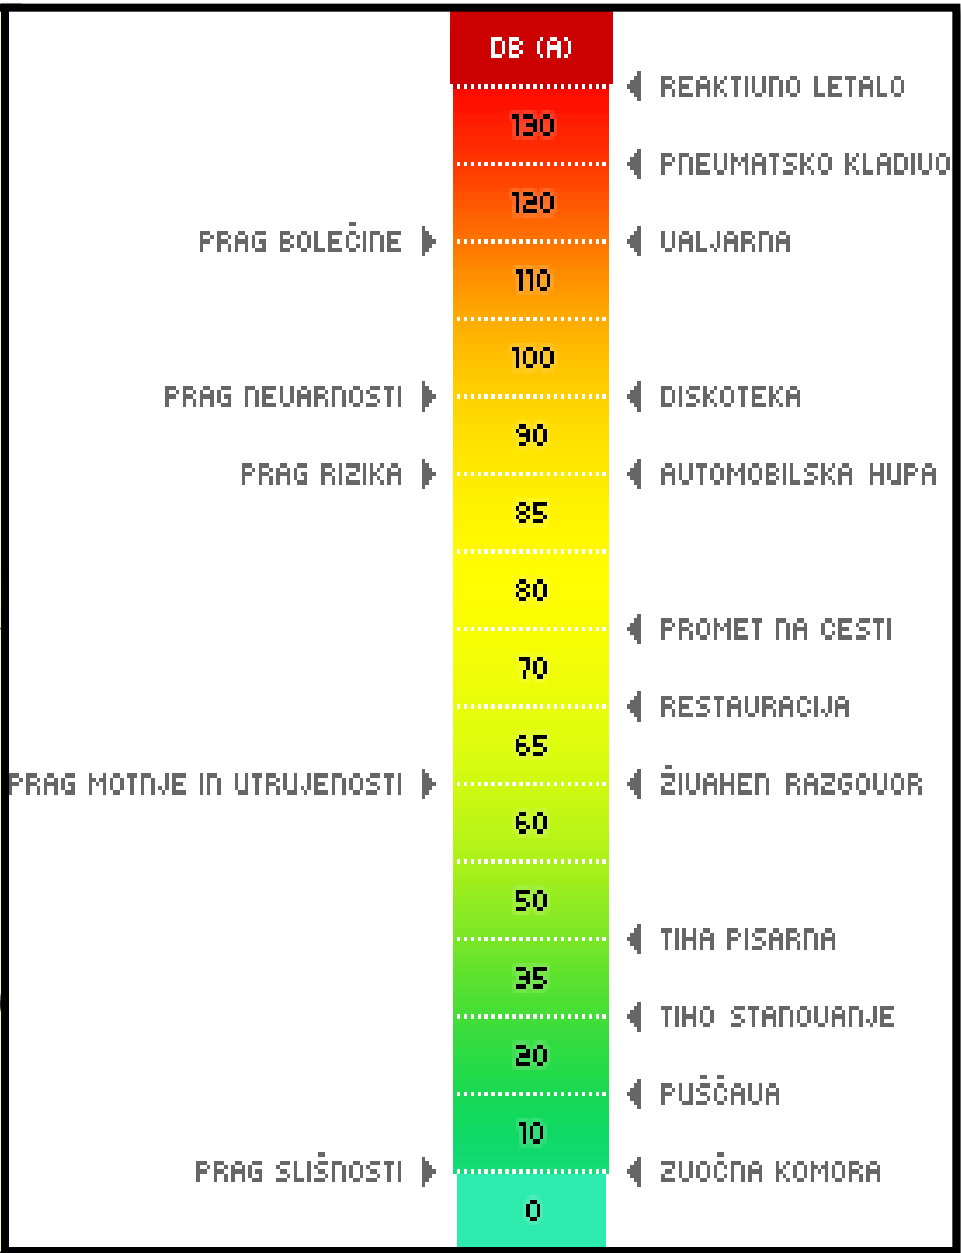 DB (A)
REAKTIVNO LETALO
130
PNEUMATSKO KLADIVO
120
PRAG BOLEČINE
VALJARNA
110
100
PRAG NEVARNOSTI
DISKOTEKA
90
PRAG RIZIKA
AVTOMOBILSKA HUPA
85
80
PROMET NA CESTI
70
RESTAVRACIJA
65
PRAG MOTNJE IN UTRUJENOSTI
ŽIVAHEN RAZGOVOR
60
50
TIHA PISARNA
35
TIHO STANOVANJE
20
PUŠČAVA
10
PRAG SLIŠNOSTI
ZVOČNA KOMORA
0